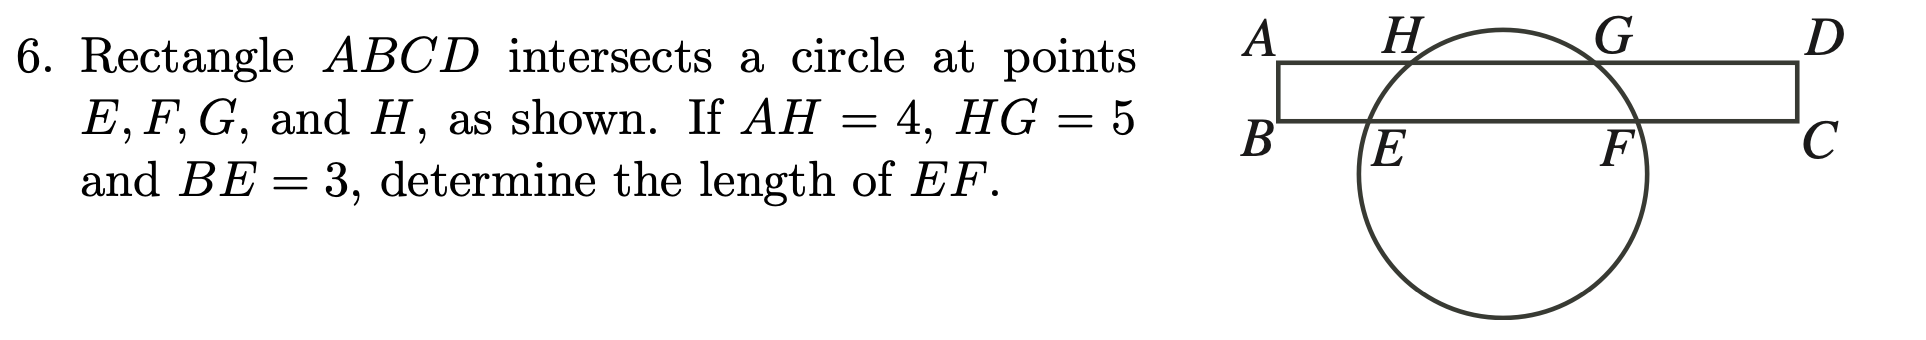 6. Rectangle ABCD intersects a circle at points
E, F, G, and H, as shown. If AH = 4, HG = 5
and BE = 3, determine the length of EF.
A H G D
B E F C